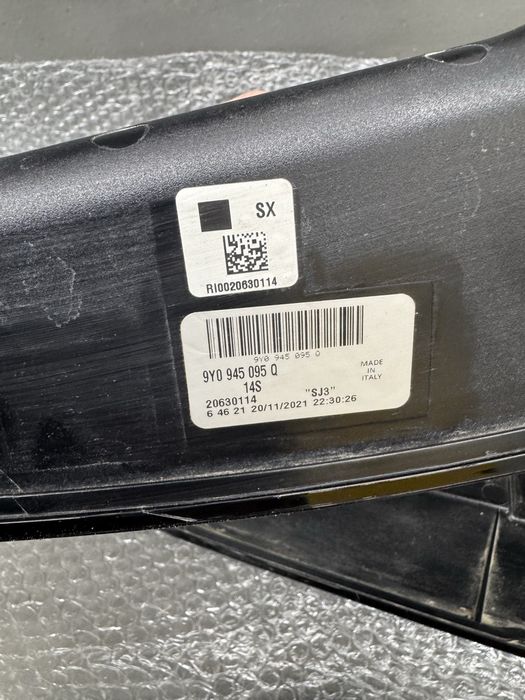 SX
RI0020630114
9Y0 945 095 Q
9Y0 945 095 Q
14S
MADE
IN
ITALY
20630114 "SJ3"
6 46 21 20/11/2021 22:30:26